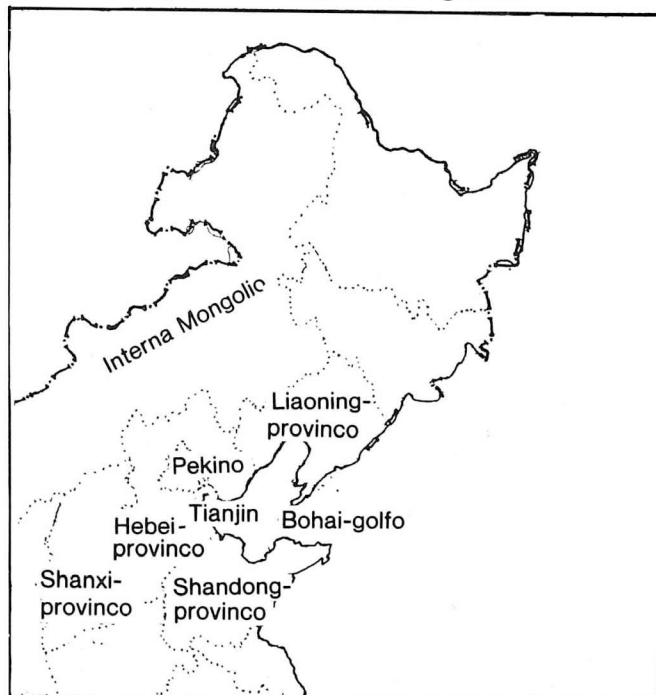 Interna Mongolio
Liaoning-
provinco
Pekino
Tianjin
Bohai-golfo
Hebei-
provinco
Shanxi-
provinco
Shandong-
provinco